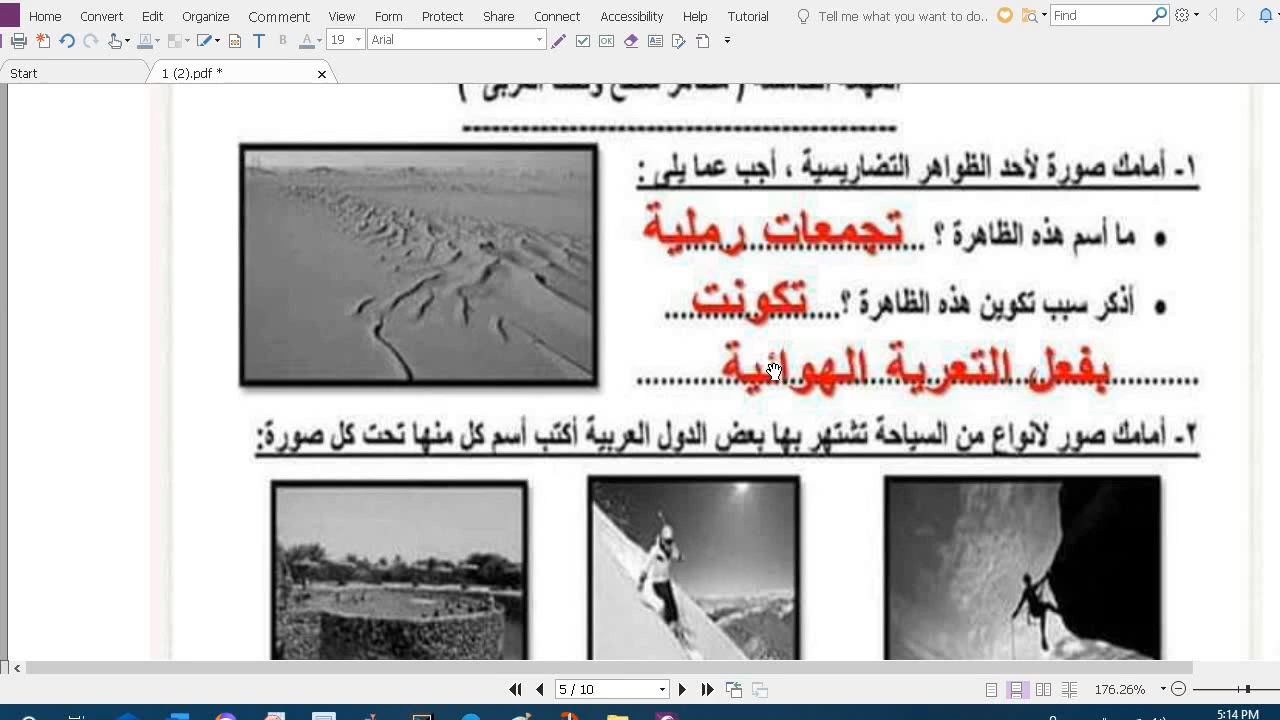 Home Convert Edit Organize Comment View Form Protect Share Connect Accessibility Help Tutorial Tell me what you want to do.. Find
19 Arial
Start 1 (2).pdf *
١- أمامك صورة لأحد الظواهر التضاريسية ، أجب عما يلى :
• ما أسم هذه الظاهرة ؟ تجمعات رملية
• أذكر سبب تكوين هذه الظاهرة ؟ تكونت
بفعل التعرية الهوائية
٢- أمامك صور لانواع من السياحة تشتهر بها بعض الدول العربية أكتب أسم كل منها تحت كل صورة:
5 / 10 176.26%
5:14 PM